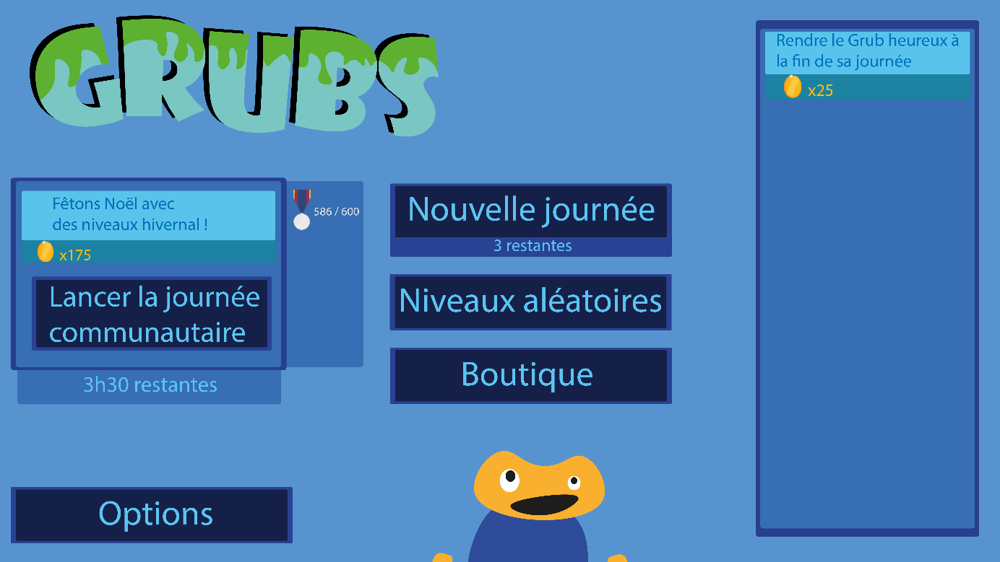 GRUBS
Rendre le Grub heureux à
la fin de sa journée
x25
Fêtons Noël avec
des niveaux hivernal !
x175
586 / 600
Lancer la journée
communautaire
3h30 restantes
Nouvelle journée
3 restantes
Niveaux aléatoires
Boutique
Options